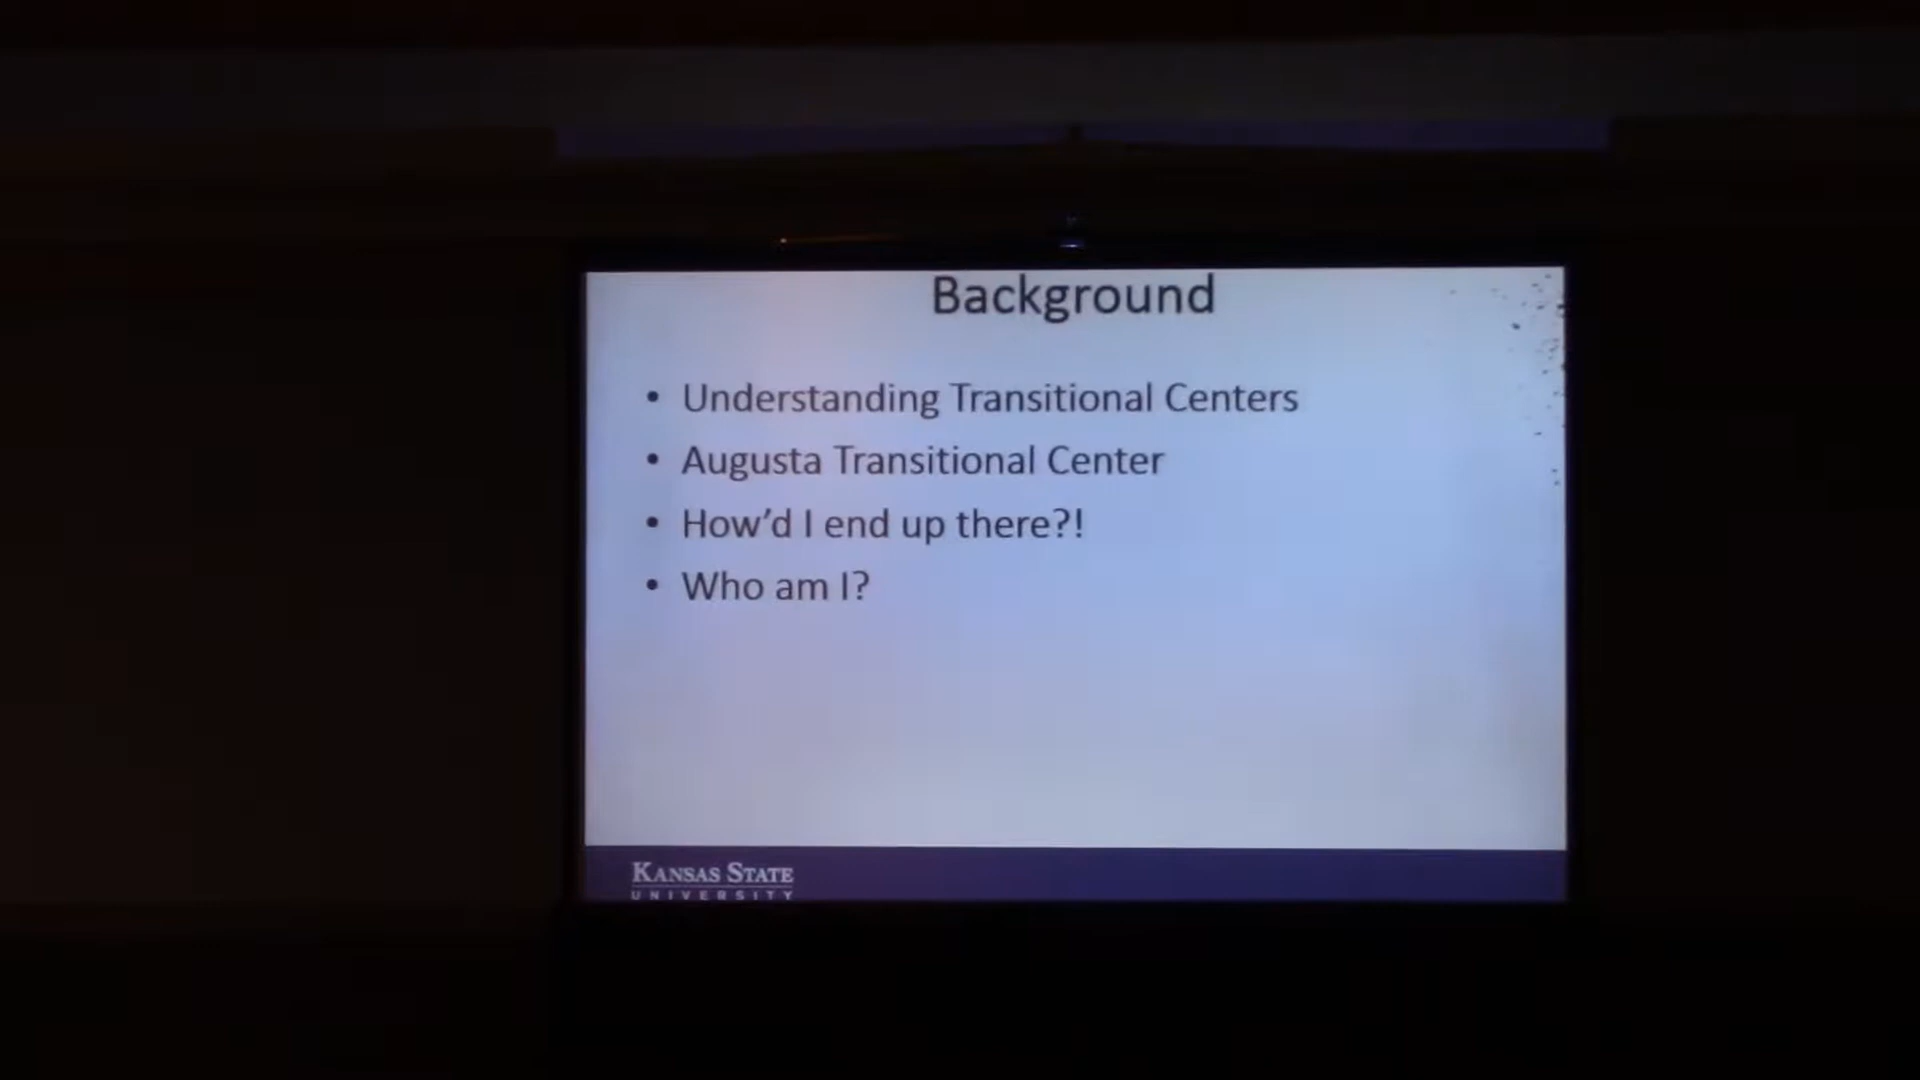 Background
• Understanding Transitional Centers
• Augusta Transitional Center
• How'd I end up there?!
• Who am I?
KANSAS STATE
UNIVERSITY